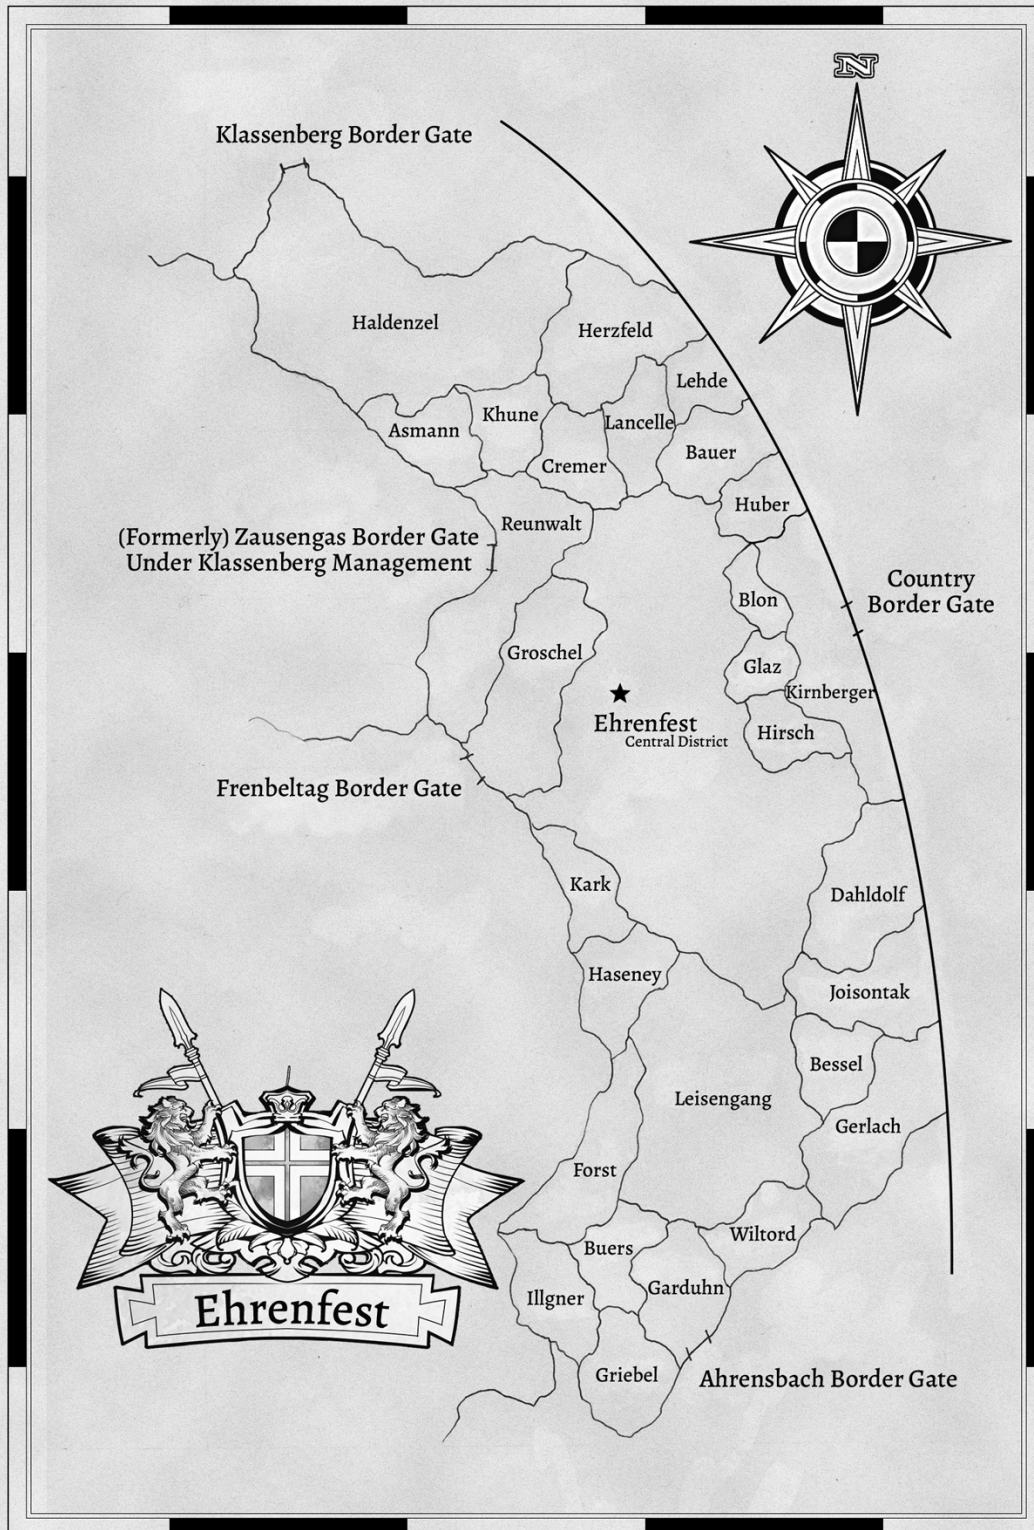 N
Klassenberg Border Gate
Haldenzel
Herzfeld
Lehde
Khune
Asmann
Lancelle
Cremer
Bauer
Huber
Reunwalt
(Formerly) Zausengas Border Gate
Under Klassenberg Management
Country
Border Gate
Blon
Groschel
Glaz
Kirnberger
Ehrenfest
Central District
Hirsch
Frenbeltag Border Gate
Kark
Dahldolf
Haseney
Joisontak
Bessel
Leisengang
Gerlach
Forst
Wiltord
Buers
Garduhn
Illgner
Ehrenfest
Griebel
Ahrensbach Border Gate